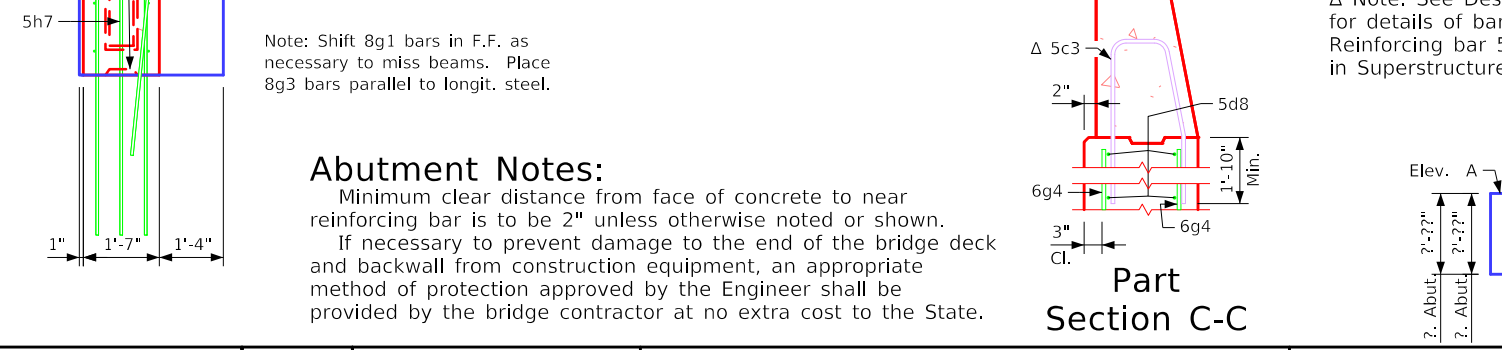 5h7
Note: Shift 8g1 bars in F.F. as
necessary to miss beams. Place
8g3 bars parallel to longit. steel.
1"
1'-7"
1'-4"
Abutment Notes:
Minimum clear distance from face of concrete to near
reinforcing bar is to be 2" unless otherwise noted or shown.
If necessary to prevent damage to the end of the bridge deck
and backwall from construction equipment, an appropriate
method of protection approved by the Engineer shall be
provided by the bridge contractor at no extra cost to the State.
Δ 5c3
2"
5d8
1'-10"
Min.
6g4
6g4
3"
Cl.
Part
Section C-C
Δ Note: See Des
for details of bar
Reinforcing bar 5
in Superstructure
Elev. A
?'-??"
?'-??"
?. Abut.
?. Abut.